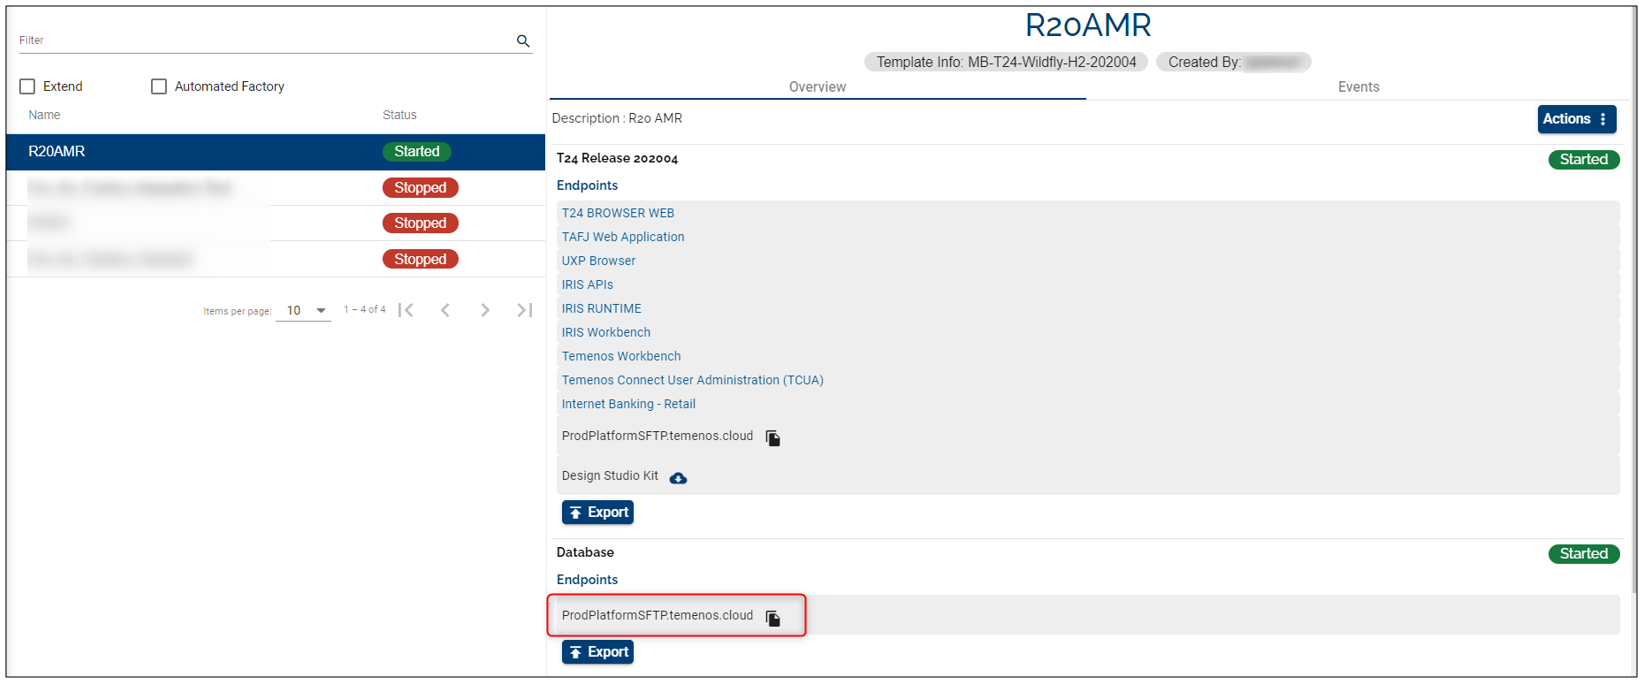 Filter
Extend
Automated Factory
Name
Status
R20AMR
Started
Stopped
Stopped
Stopped
Items per page:
10
1 – 4 of 4
R20AMR
Template Info: MB-T24-Wildfly-H2-202004
Created By:
Overview
Events
Description : R20 AMR
Actions
T24 Release 202004
Started
Endpoints
T24 BROWSER WEB
TAFJ Web Application
UXP Browser
IRIS APIs
IRIS RUNTIME
IRIS Workbench
Temenos Workbench
Temenos Connect User Administration (TCUA)
Internet Banking - Retail
ProdPlatformSFTP.temenos.cloud
Design Studio Kit
Export
Database
Started
Endpoints
ProdPlatformSFTP.temenos.cloud
Export